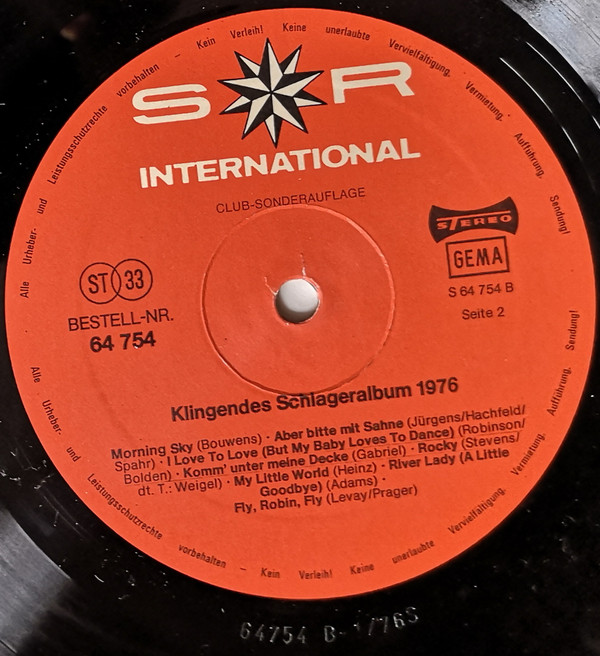 Alle Urheber- und Leistungsschutzrechte vorbehalten – Kein Verleih! Keine unerlaubte Vervielfältigung, Vermietung, Aufführung, Sendung!
S R
INTERNATIONAL
CLUB-SONDERAUFLAGE
STEREO
GEMA
S 64 754 B
Seite 2
ST 33
BESTELL-NR.
64 754
Klingendes Schlageralbum 1976
Morning Sky (Bouwens) · Aber bitte mit Sahne (Jürgens/Hachfeld/
Spahr) · I Love To Love (But My Baby Loves To Dance) (Robinson/
Bolden) · Komm' unter meine Decke (Gabriel) · Rocky (Stevens/
dt. T.: Weigel) · My Little World (Heinz) · River Lady (A Little
Goodbye) (Adams) ·
Fly, Robin, Fly (Levay/Prager)
Alle Urheber- und Leistungsschutzrechte vorbehalten – Kein Verleih! Keine unerlaubte Vervielfältigung, Vermietung, Aufführung, Sendung!
64754 B-1776S